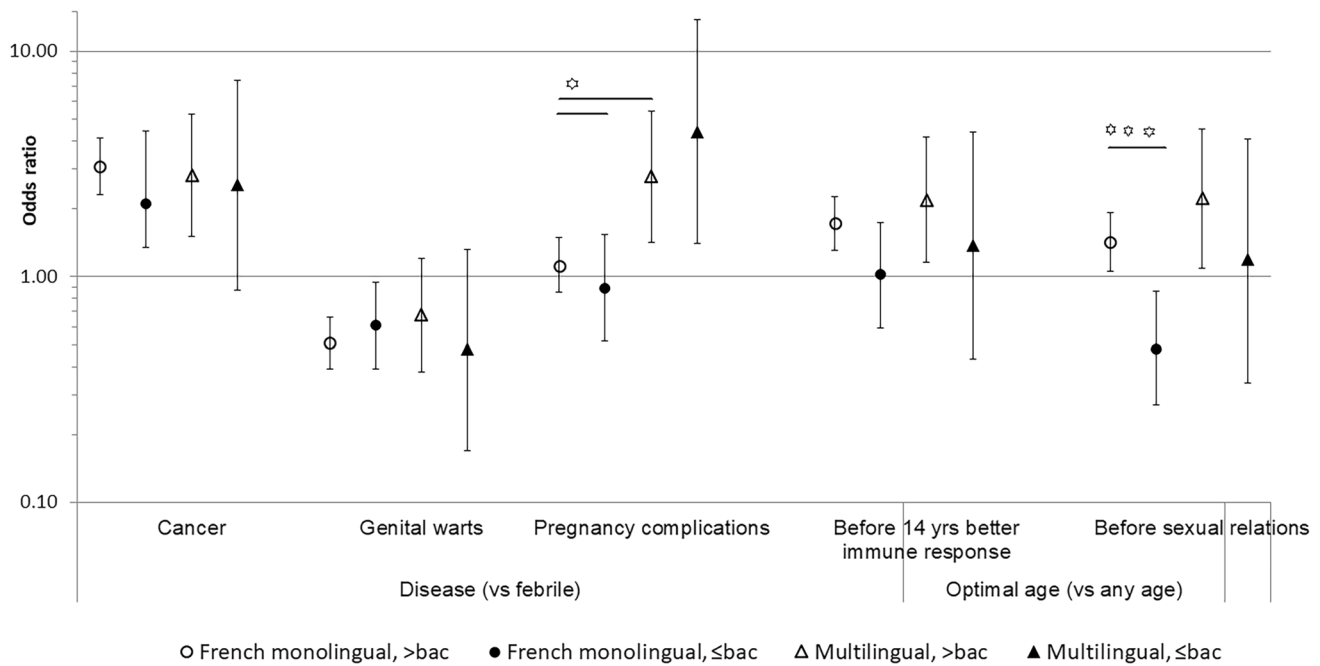 10.00
1.00
0.10
Odds ratio
Cancer
Genital warts
Pregnancy complications
Before 14 yrs better
immune response
Before sexual relations
Disease (vs febrile)
Optimal age (vs any age)
French monolingual, >bac
French monolingual, ≤bac
Multilingual, >bac
Multilingual, ≤bac